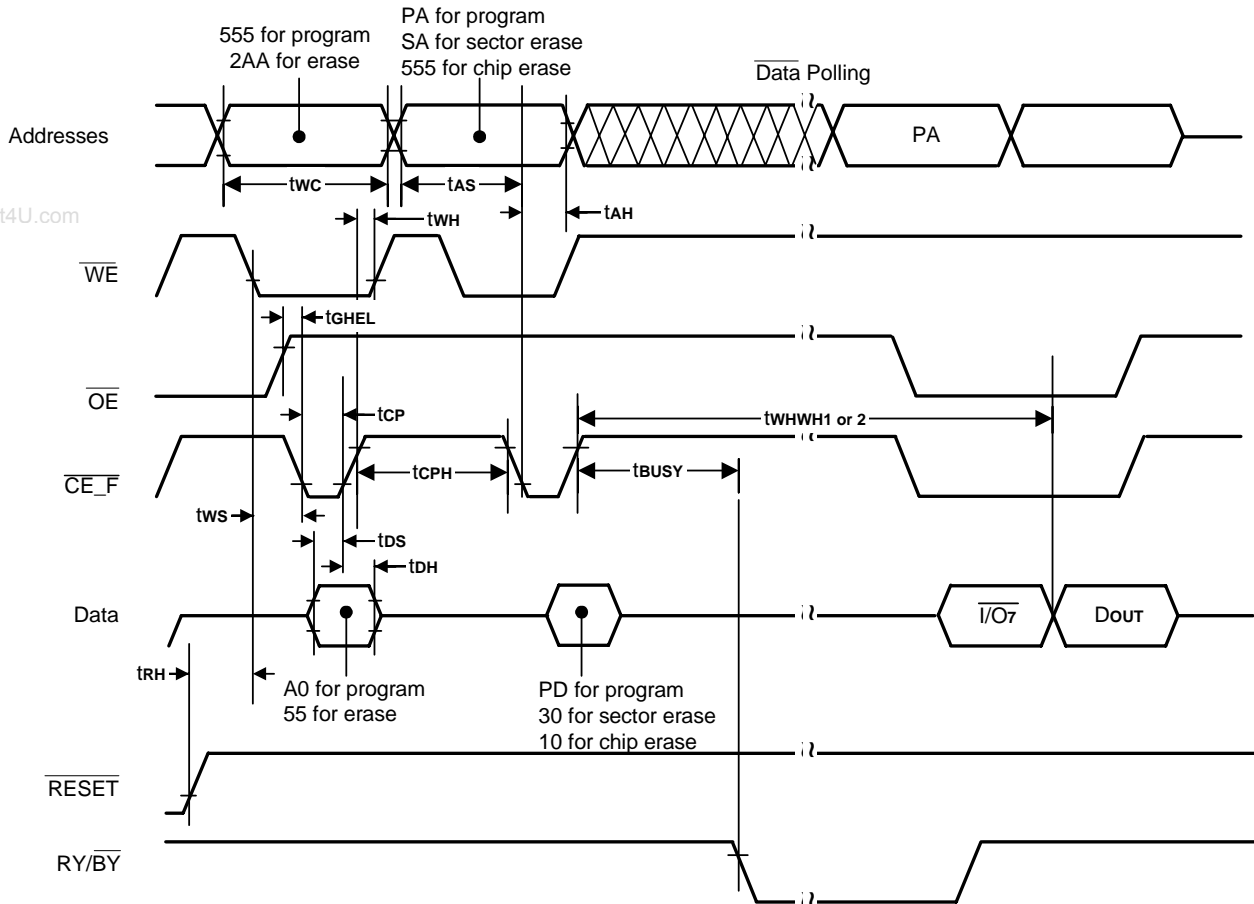 555 for program
2AA for erase
PA for program
SA for sector erase
555 for chip erase
Data Polling
Addresses
PA
tWC
tAS
tWH
tAH
t4U.com
WE
tGHEL
OE
tCP
tWHWH1 or 2
CE_F
tCPH
tBUSY
tWS
tDS
tDH
Data
I/O7
DOUT
tRH
A0 for program
55 for erase
PD for program
30 for sector erase
10 for chip erase
RESET
RY/BY